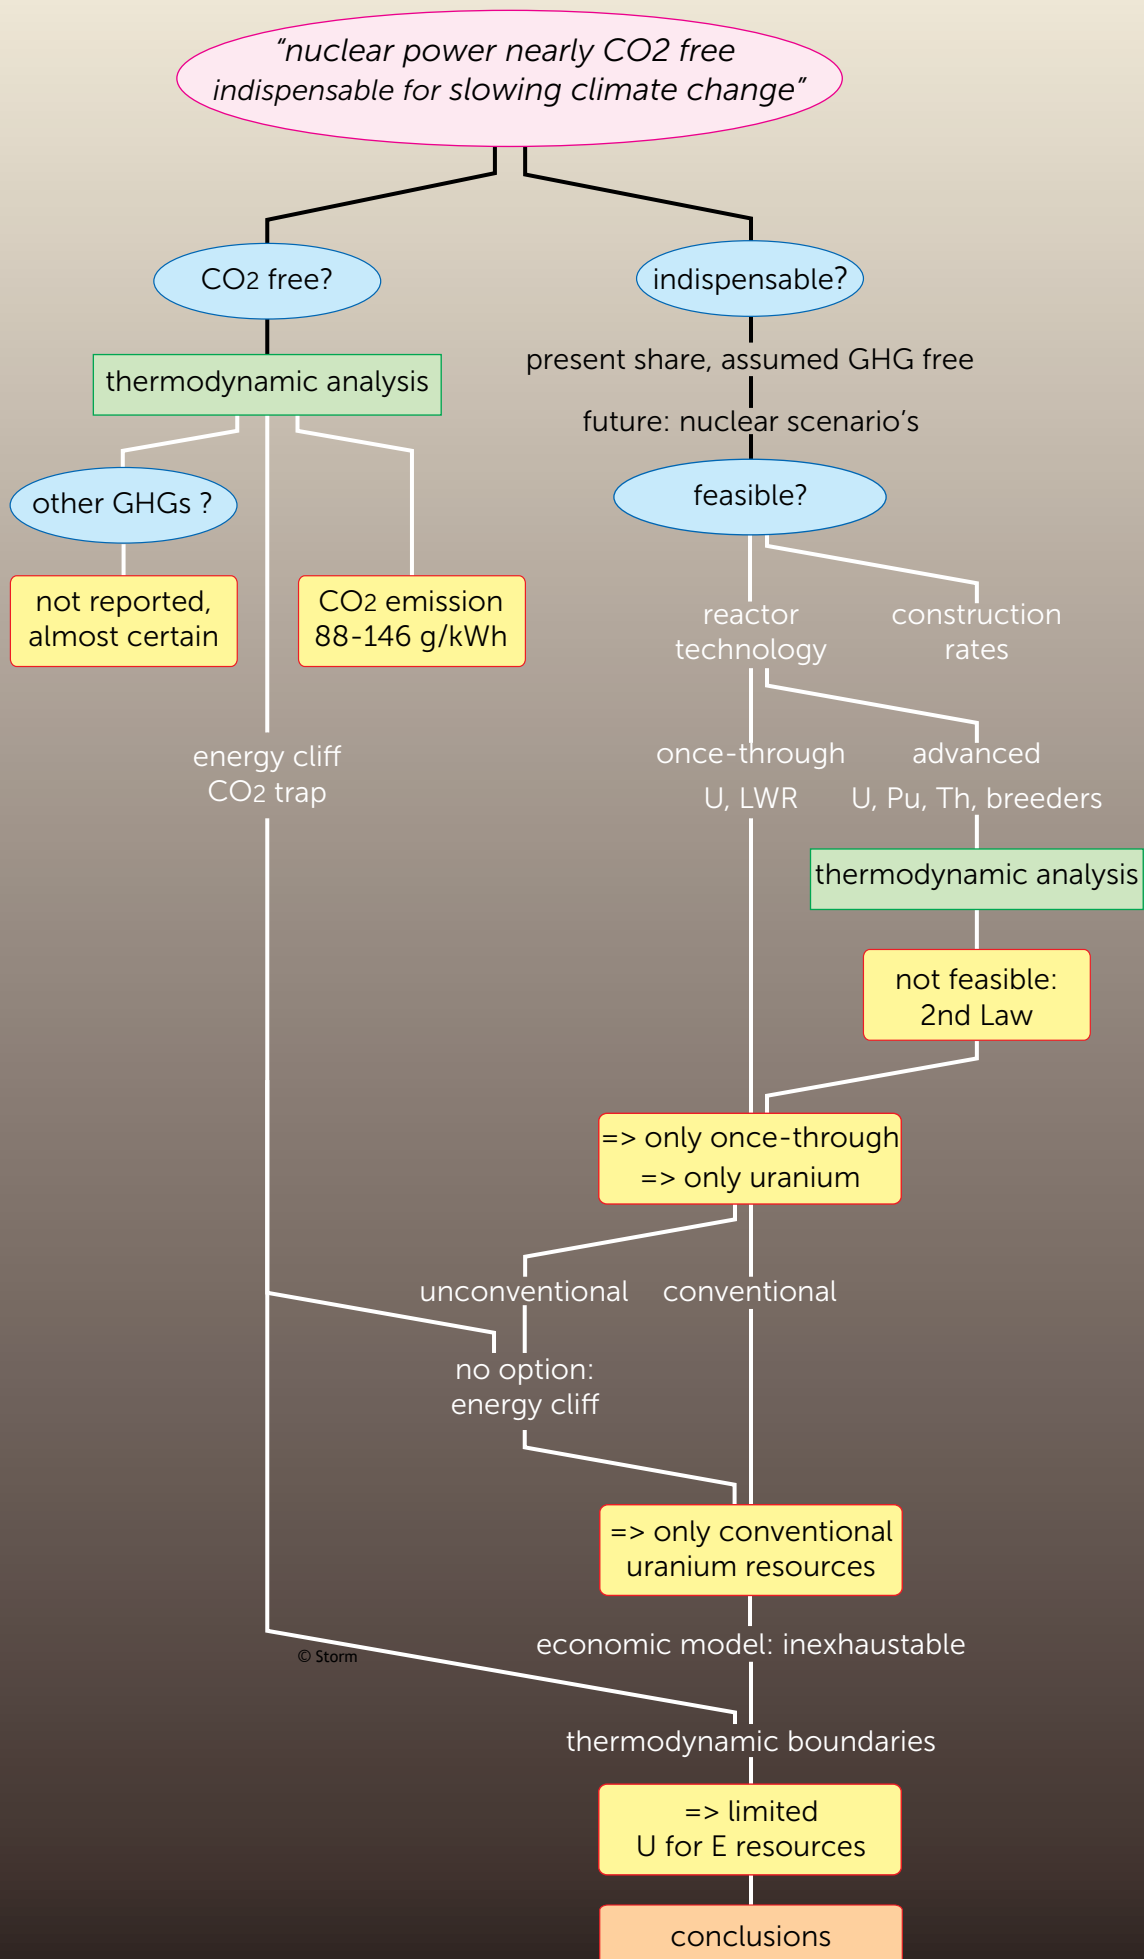 “nuclear power nearly CO2 free
indispensable for slowing climate change”
CO2 free?
indispensable?
present share, assumed GHG free
thermodynamic analysis
future: nuclear scenario’s
other GHGs ?
feasible?
not reported,
almost certain
CO2 emission
88-146 g/kWh
reactor
technology
construction
rates
energy cliff
CO2 trap
once-through
U, LWR
advanced
U, Pu, Th, breeders
thermodynamic analysis
not feasible:
2nd Law
=> only once-through
=> only uranium
unconventional
conventional
no option:
energy cliff
=> only conventional
uranium resources
economic model: inexhaustable
© Storm
thermodynamic boundaries
=> limited
U for E resources
conclusions